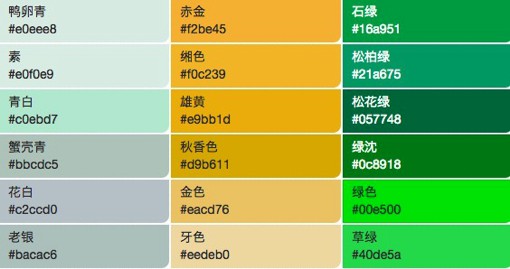 鸭卵青
#e0eee8
素
#e0f0e9
青白
#c0ebd7
蟹壳青
#bbcdc5
花白
#c2ccd0
老银
#bacac6
赤金
#f2be45
缃色
#f0c239
雄黄
#e9bb1d
秋香色
#d9b611
金色
#eacd76
牙色
#eedeb0
石绿
#16a951
松柏绿
#21a675
松花绿
#057748
绿沈
#0c8918
绿色
#00e500
草绿
#40de5a